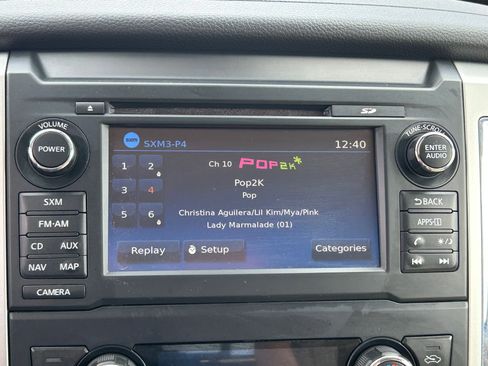 SD
VOLUME
POWER
TUNE·SCROLL
ENTER
AUDIO
sxm SXM3-P4 12:40
1 2
Ch 10 POP2K*
Pop2K
3 4
Pop
5 6
Christina Aguilera/Lil Kim/Mya/Pink
Lady Marmalade (01)
Replay Setup Categories
SXM
FM·AM
CD AUX
NAV MAP
CAMERA
BACK
APPS·i